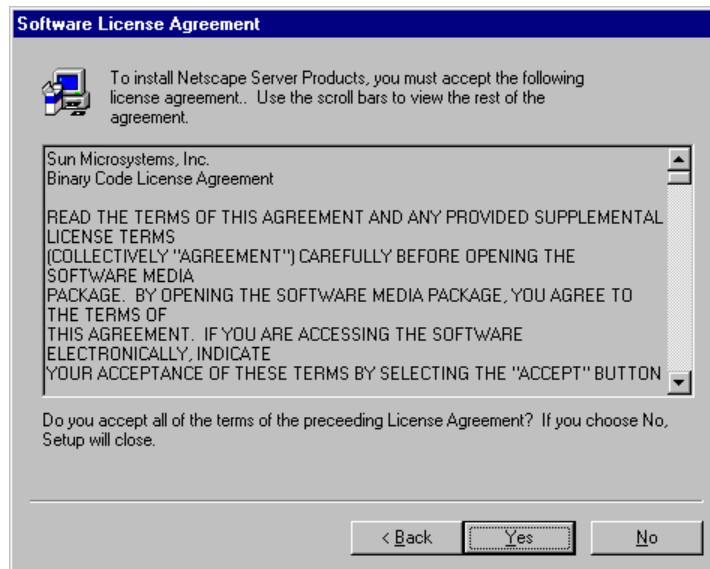 Software License Agreement
To install Netscape Server Products, you must accept the following
license agreement.. Use the scroll bars to view the rest of the
agreement.
Sun Microsystems, Inc.
Binary Code License Agreement
READ THE TERMS OF THIS AGREEMENT AND ANY PROVIDED SUPPLEMENTAL
LICENSE TERMS
(COLLECTIVELY "AGREEMENT") CAREFULLY BEFORE OPENING THE
SOFTWARE MEDIA
PACKAGE. BY OPENING THE SOFTWARE MEDIA PACKAGE, YOU AGREE TO
THE TERMS OF
THIS AGREEMENT. IF YOU ARE ACCESSING THE SOFTWARE
ELECTRONICALLY, INDICATE
YOUR ACCEPTANCE OF THESE TERMS BY SELECTING THE "ACCEPT" BUTTON
Do you accept all of the terms of the preceeding License Agreement? If you choose No,
Setup will close.
< Back Yes No